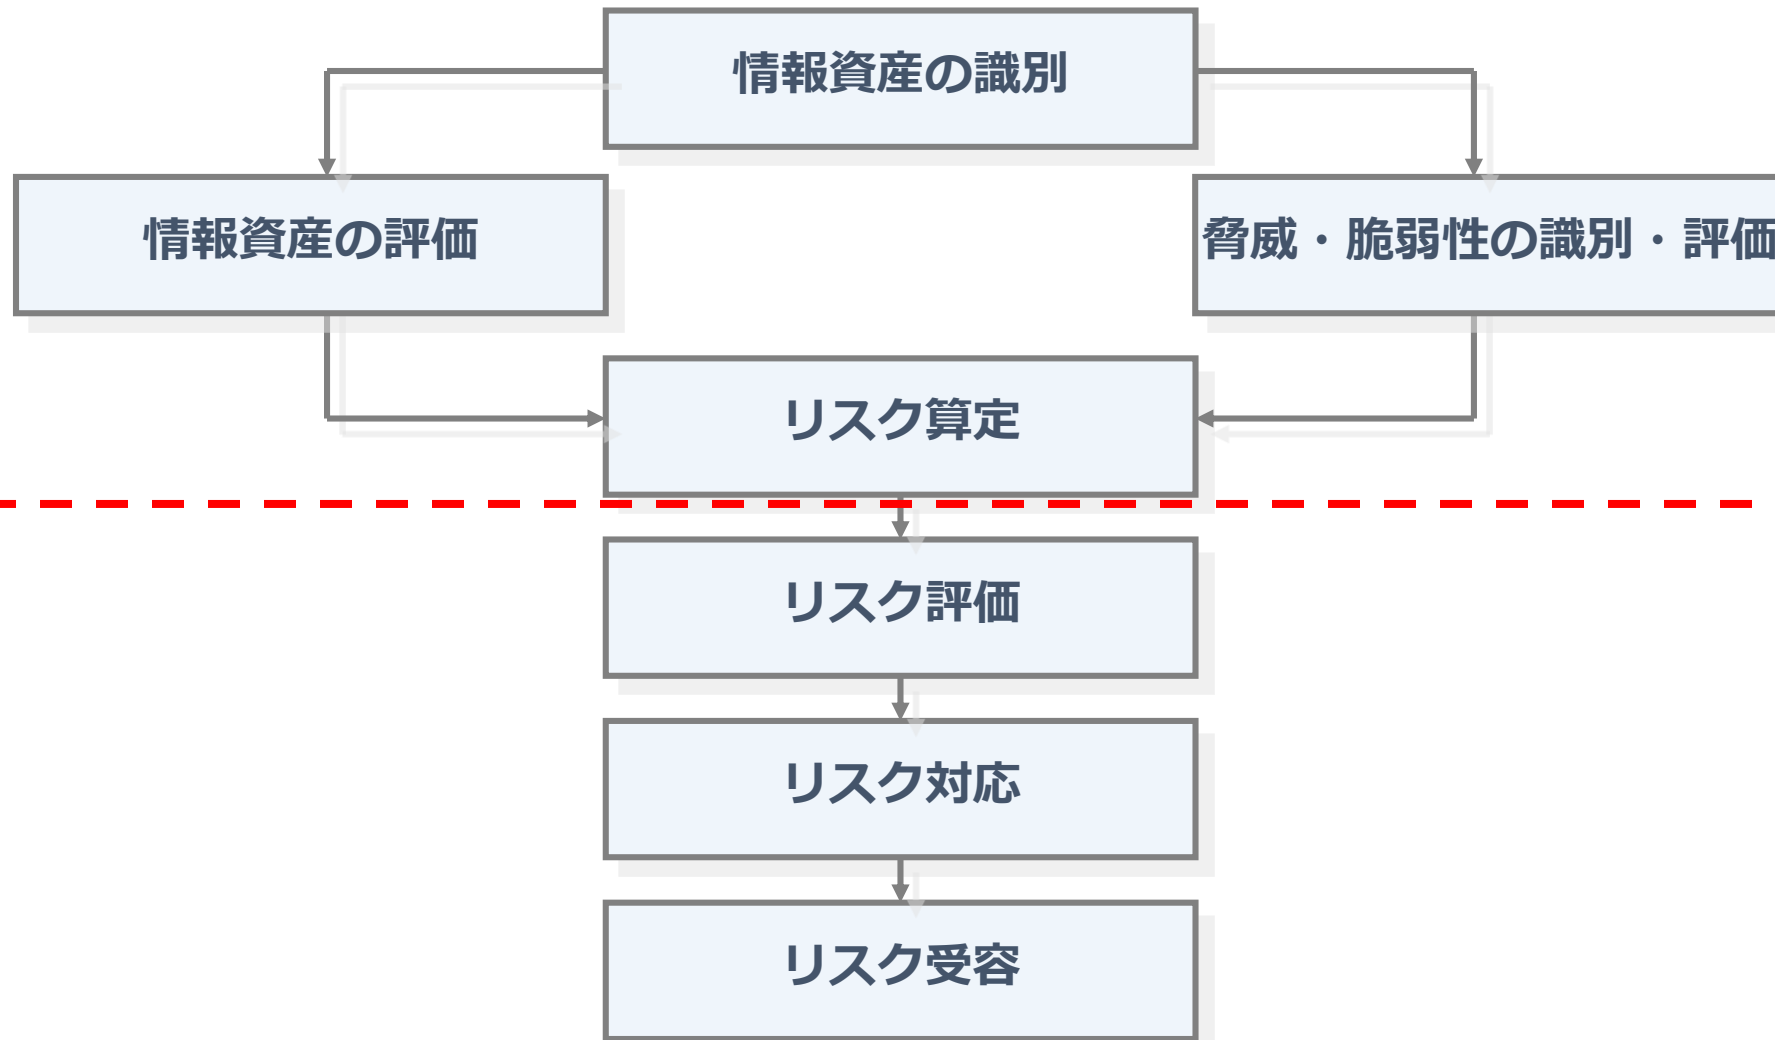 情報資産の識別
情報資産の評価
脅威・脆弱性の識別・評価
リスク算定
リスク評価
リスク対応
リスク受容